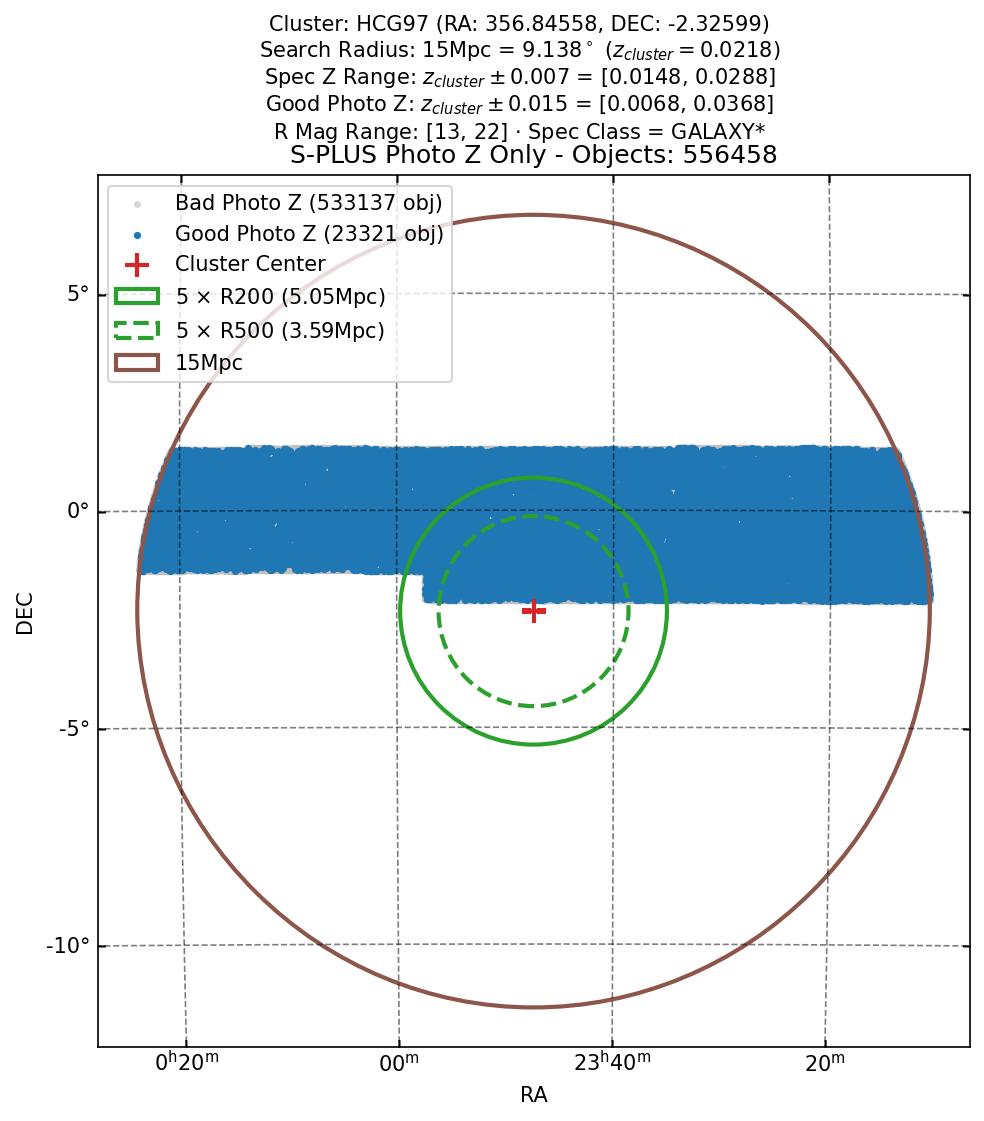 Cluster: HCG97 (RA: 356.84558, DEC: -2.32599)
Search Radius: 15Mpc = 9.138° (z_cluster = 0.0218)
Spec Z Range: z_cluster ± 0.007 = [0.0148, 0.0288]
Good Photo Z: z_cluster ± 0.015 = [0.0068, 0.0368]
R Mag Range: [13, 22] · Spec Class = GALAXY*
S-PLUS Photo Z Only - Objects: 556458
Bad Photo Z (533137 obj)
Good Photo Z (23321 obj)
Cluster Center
5 × R200 (5.05Mpc)
5 × R500 (3.59Mpc)
15Mpc
5°
0°
-5°
-10°
DEC
0h20m
00m
23h40m
20m
RA